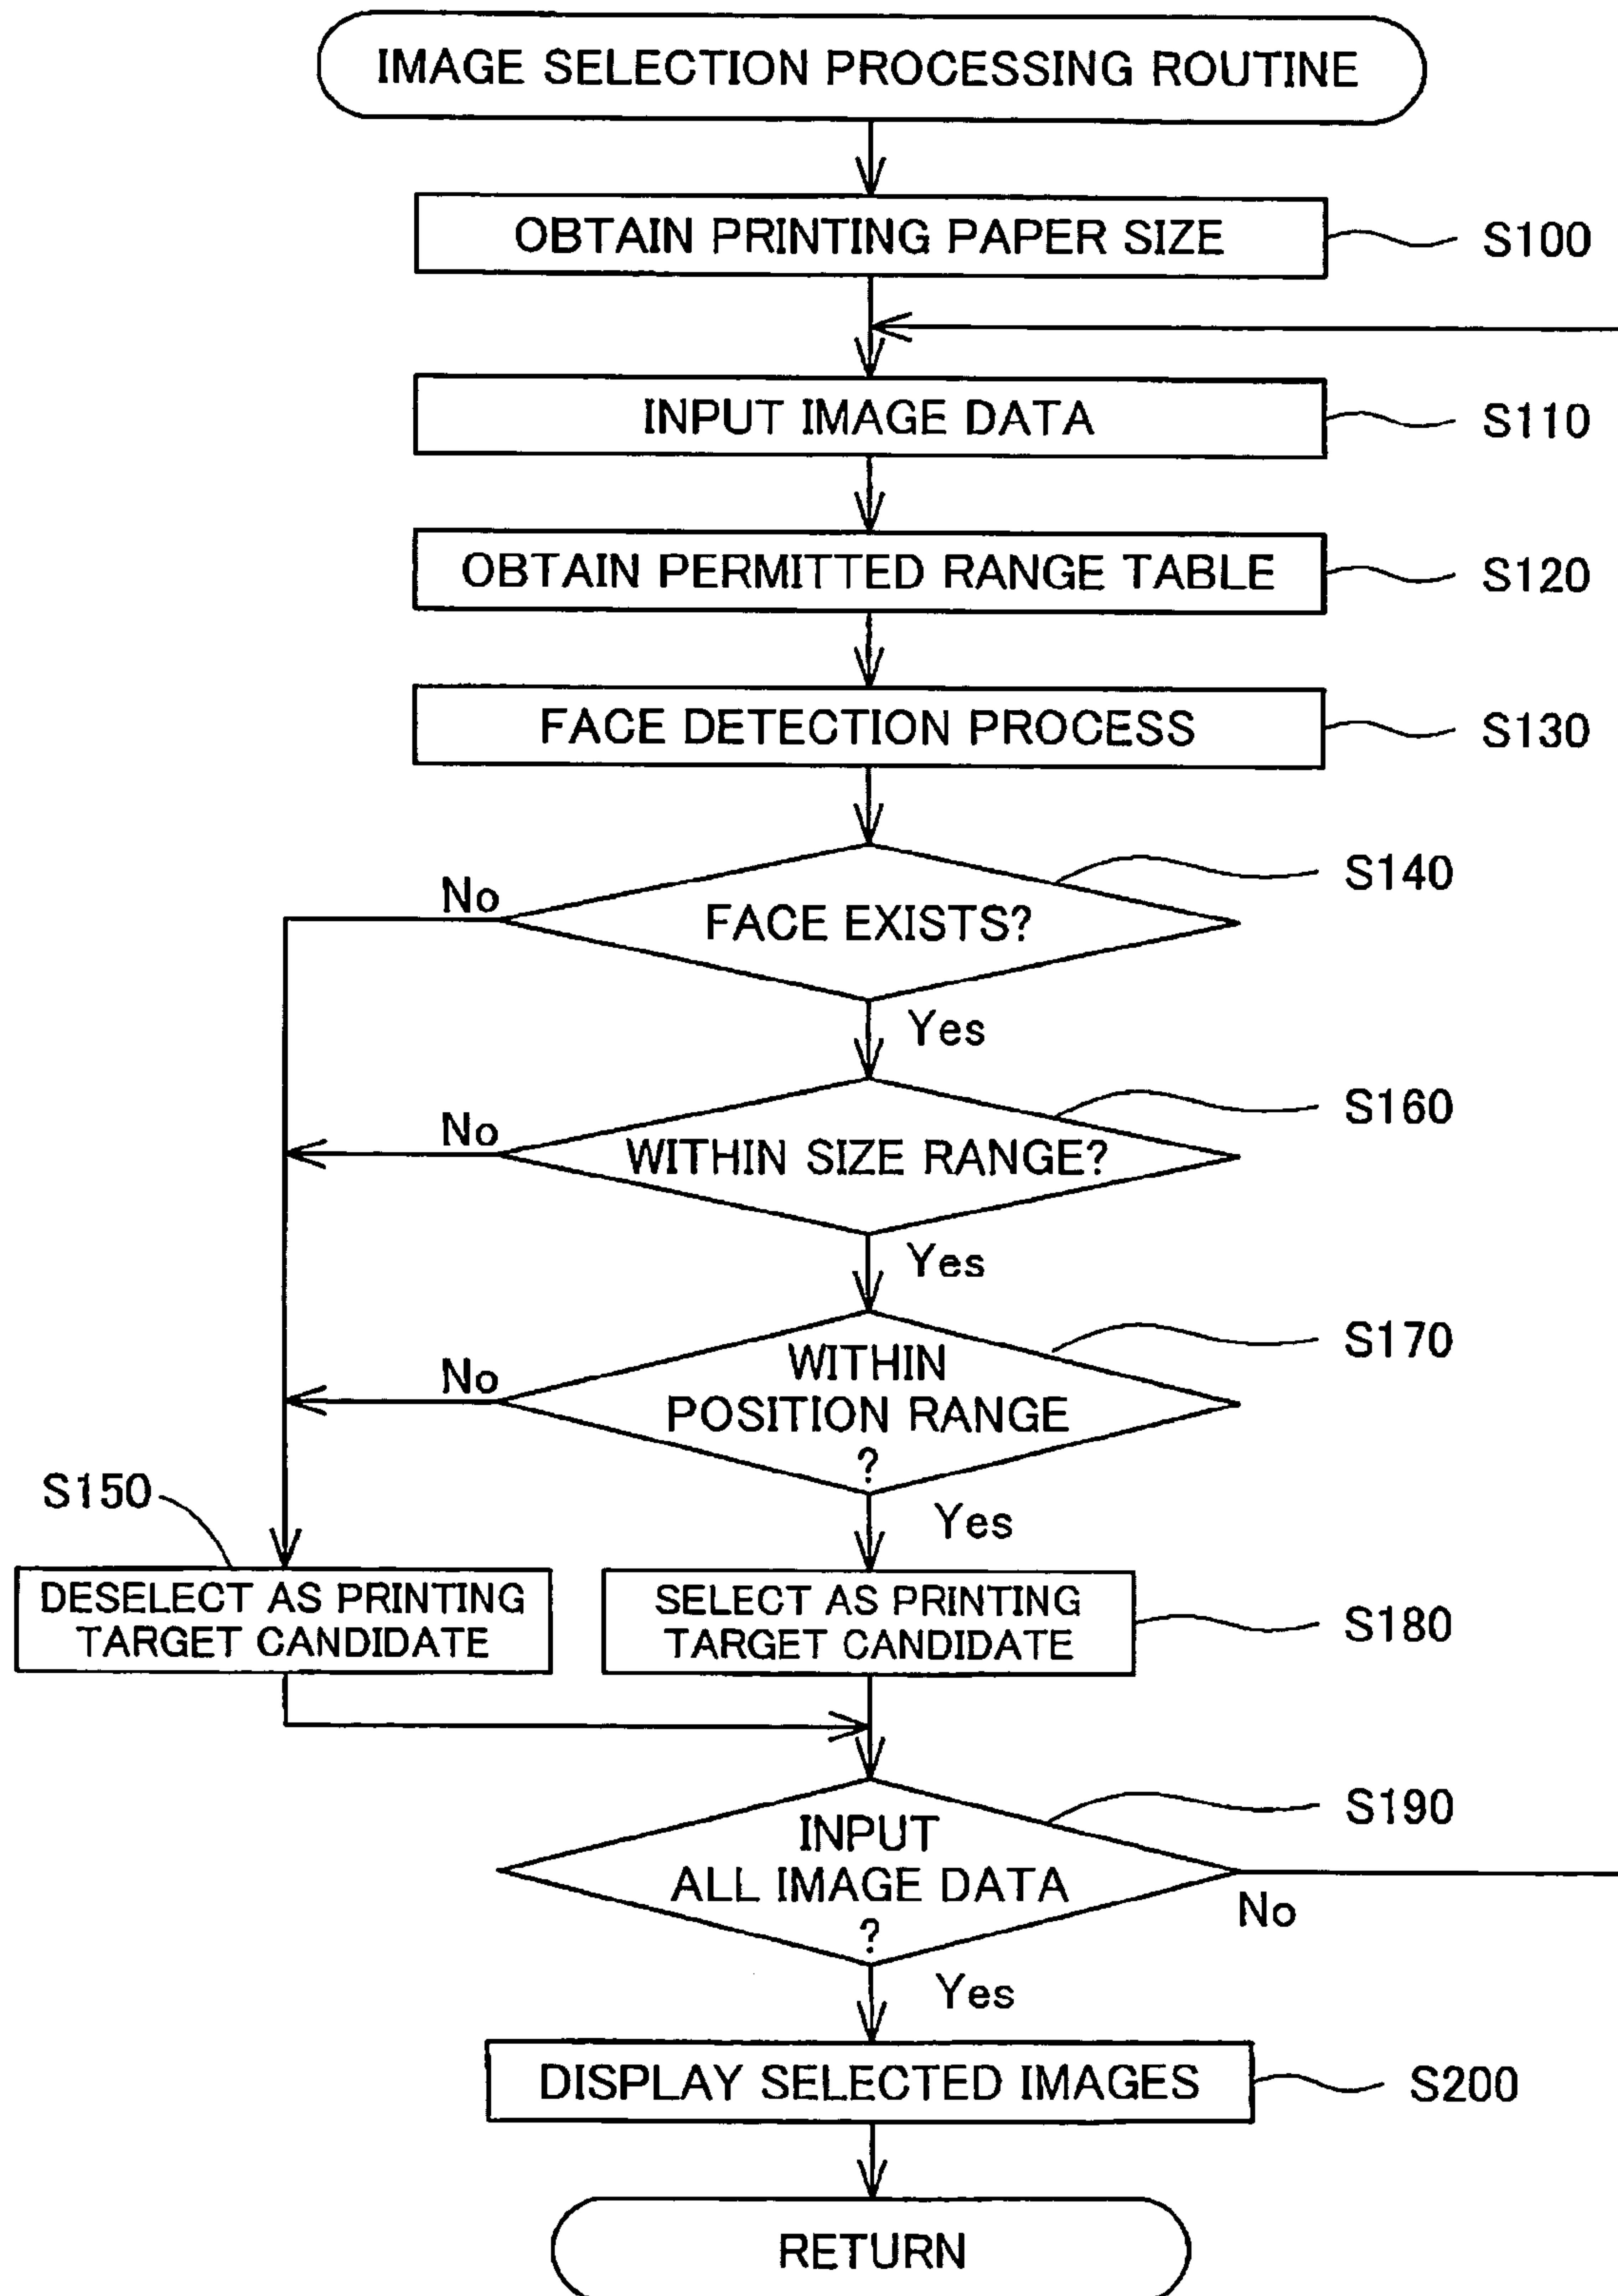 IMAGE SELECTION PROCESSING ROUTINE
OBTAIN PRINTING PAPER SIZE
S100
INPUT IMAGE DATA
S110
OBTAIN PERMITTED RANGE TABLE
S120
FACE DETECTION PROCESS
S130
S140
No
FACE EXISTS?
Yes
S160
No
WITHIN SIZE RANGE?
Yes
S170
No
WITHIN
POSITION RANGE
?
S150
Yes
DESELECT AS PRINTING
TARGET CANDIDATE
SELECT AS PRINTING
TARGET CANDIDATE
S180
S190
INPUT
ALL IMAGE DATA
?
No
Yes
DISPLAY SELECTED IMAGES
S200
RETURN